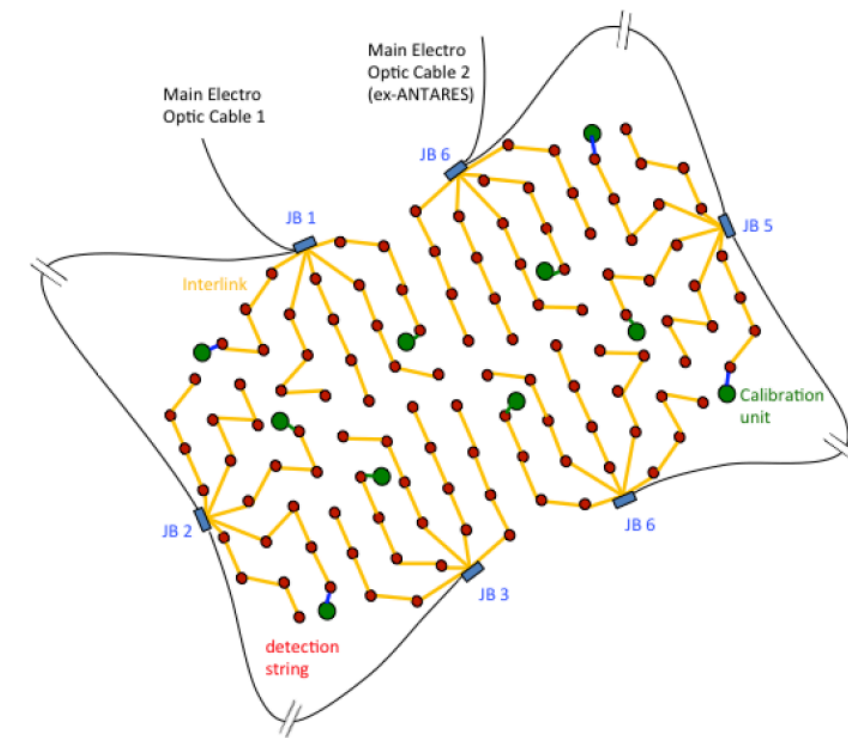 Main Electro
Optic Cable 2
(ex-ANTARES)
Main Electro
Optic Cable 1
JB 6
JB 1
JB 5
Interlink
Calibration
unit
JB 2
JB 6
JB 3
detection
string